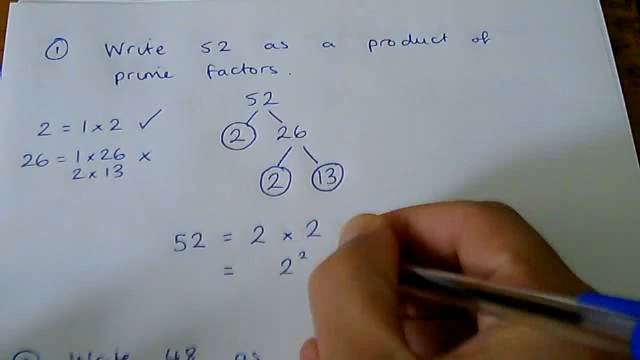 ① Write 52 as a product of
prime factors.
52
2 = 1 × 2 ✓
2 26
26 = 1 × 26 ×
2 × 13
2 13
52 = 2 × 2
= 2²
Write 48 as